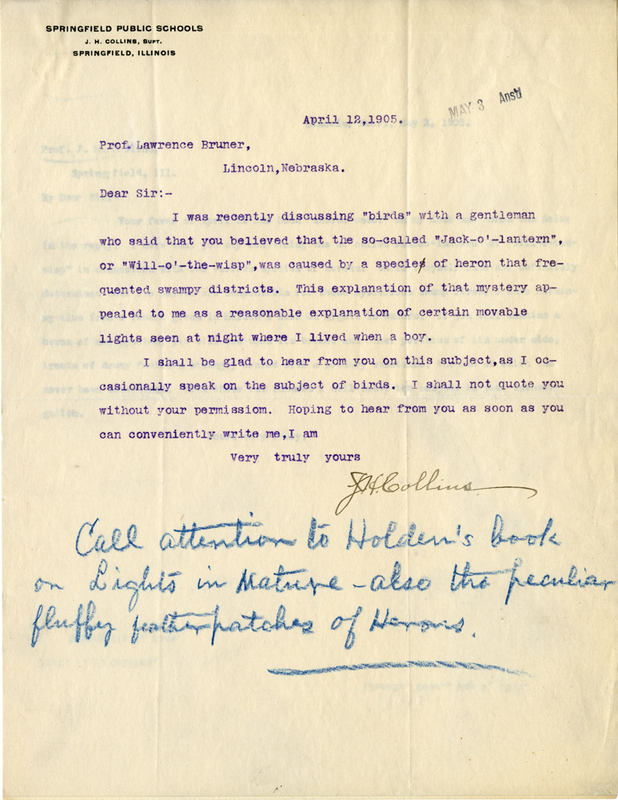 SPRINGFIELD PUBLIC SCHOOLS
J. H. COLLINS, SUPT.
SPRINGFIELD, ILLINOIS
MAY 3 Ansd
April 12,1905.
Prof. Lawrence Bruner,
Lincoln,Nebraska.
Dear Sir:-
I was recently discussing "birds" with a gentleman
who said that you believed that the so-called "Jack-o'-lantern",
or "Will-o'-the-wisp",was caused by a species of heron that fre-
quented swampy districts. This explanation of that mystery ap-
pealed to me as a reasonable explanation of certain movable
lights seen at night where I lived when a boy.
I shall be glad to hear from you on this subject,as I oc-
casionally speak on the subject of birds. I shall not quote you
without your permissiom. Hoping to hear from you as soon as you
can conveniently write me,I am
Very truly yours
J.H.Collins
Call attention to Holden's book
on Lights in Nature - also the peculiar
fluffy feather patches of Herons.